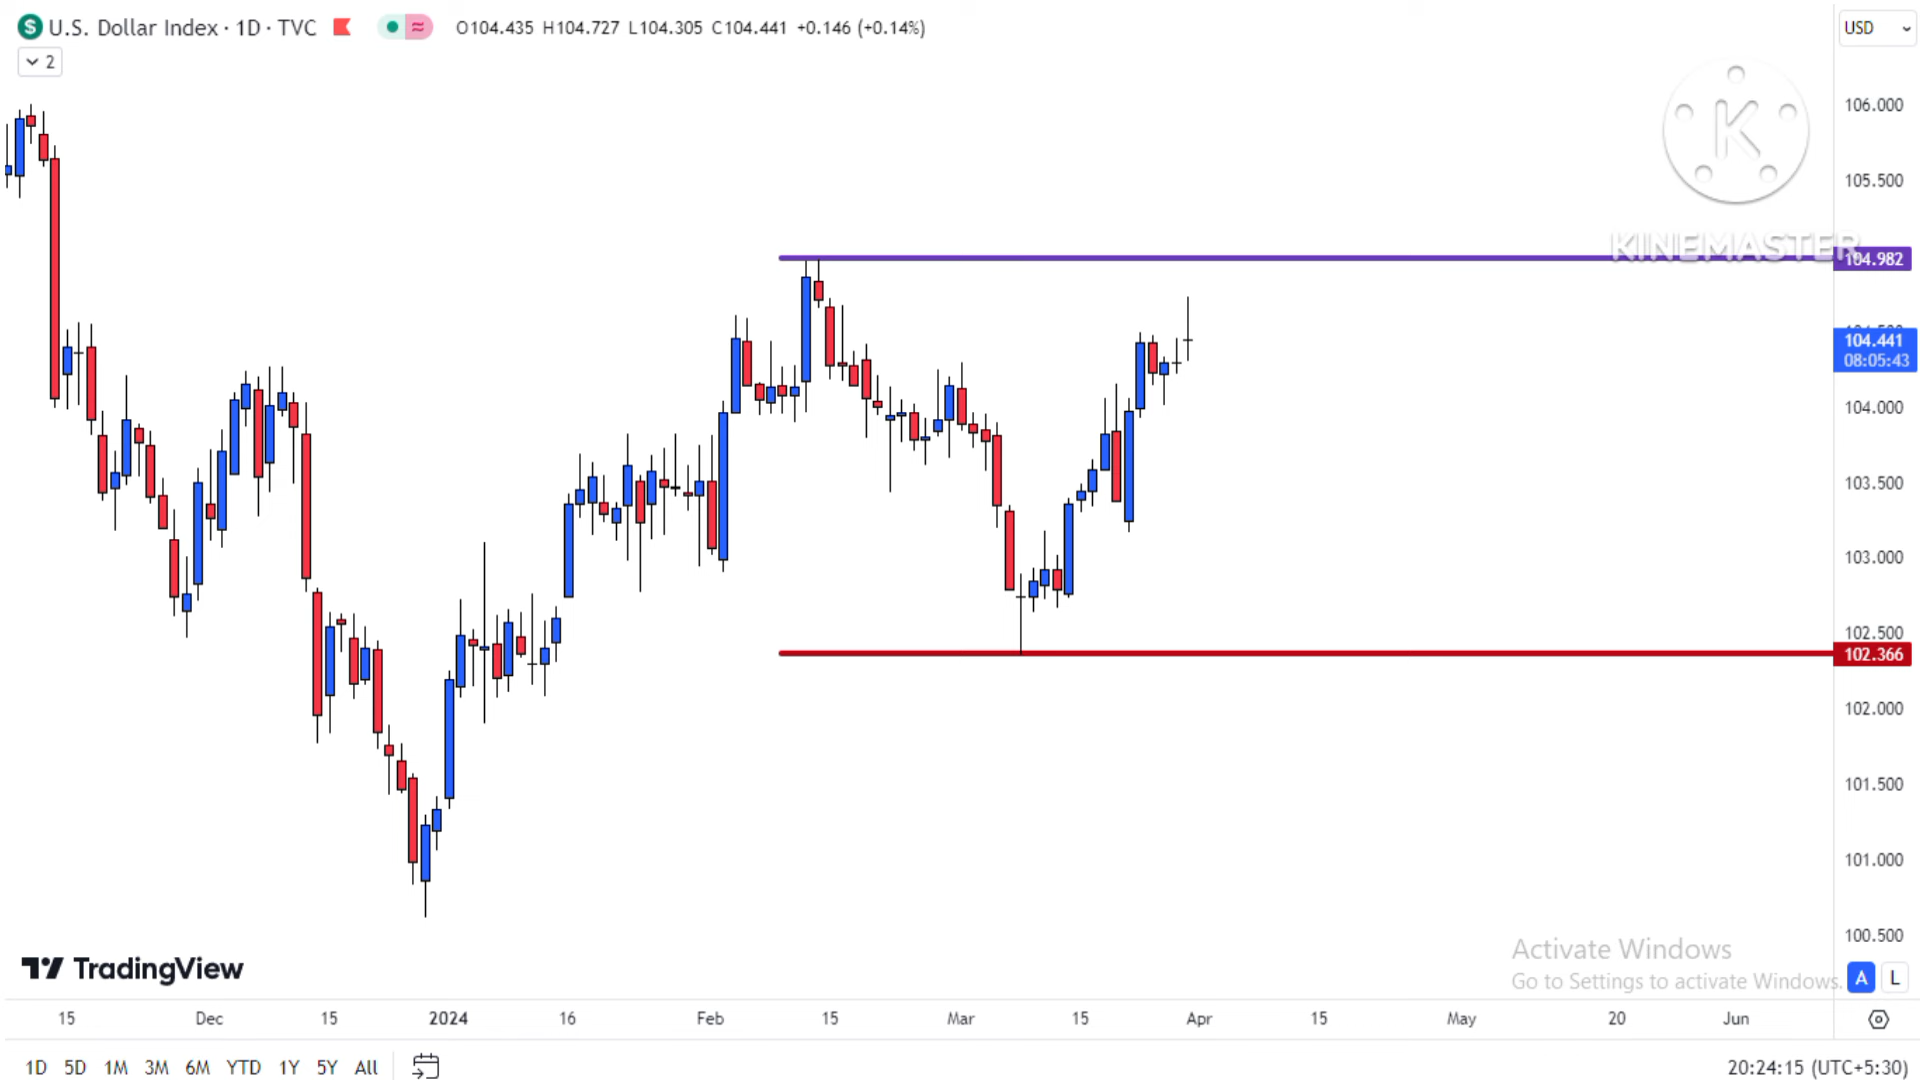 U.S. Dollar Index · 1D · TVC O104.435 H104.727 L104.305 C104.441 +0.146 (+0.14%)
USD
2
K
KINEMASTER
106.000
105.500
104.982
104.441
08:05:43
104.000
103.500
103.000
102.500
102.366
102.000
101.500
101.000
100.500
Activate Windows
Go to Settings to activate Windows.
TradingView
A L
15 Dec 15 2024 16 Feb 15 Mar 15 Apr 15 May 20 Jun
1D 5D 1M 3M 6M YTD 1Y 5Y All
20:24:15 (UTC+5:30)